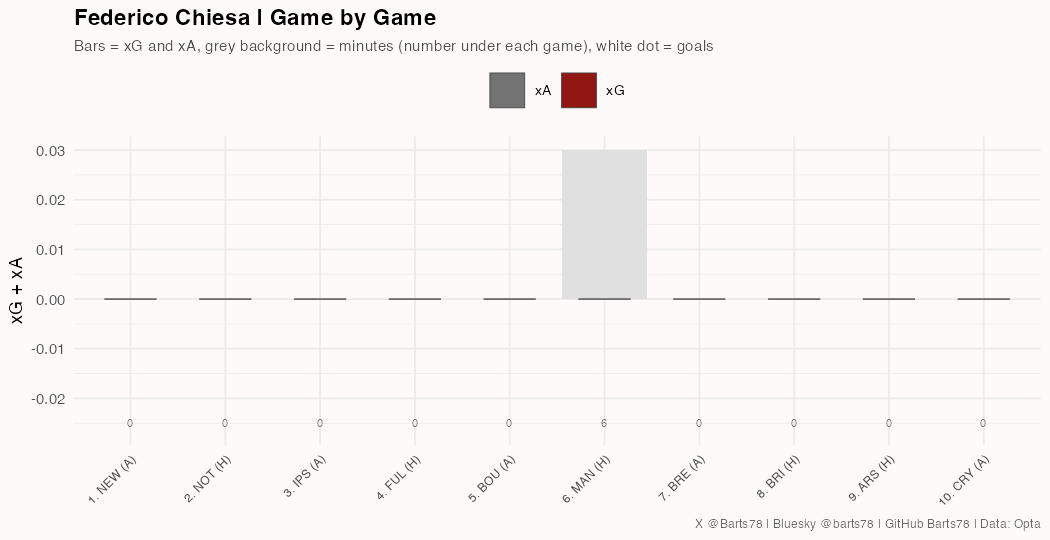 Federico Chiesa | Game by Game
Bars = xG and xA, grey background = minutes (number under each game), white dot = goals
xA xG
xG + xA
0.03
0.02
0.01
0.00
-0.01
-0.02
0 0 0 0 0 6 0 0 0 0
1. NEW (A) 2. NOT (H) 3. IPS (A) 4. FUL (H) 5. BOU (A) 6. MAN (H) 7. BRE (A) 8. BRI (H) 9. ARS (H) 10. CRY (A)
X @Barts78 | Bluesky @barts78 | GitHub Barts78 | Data: Opta